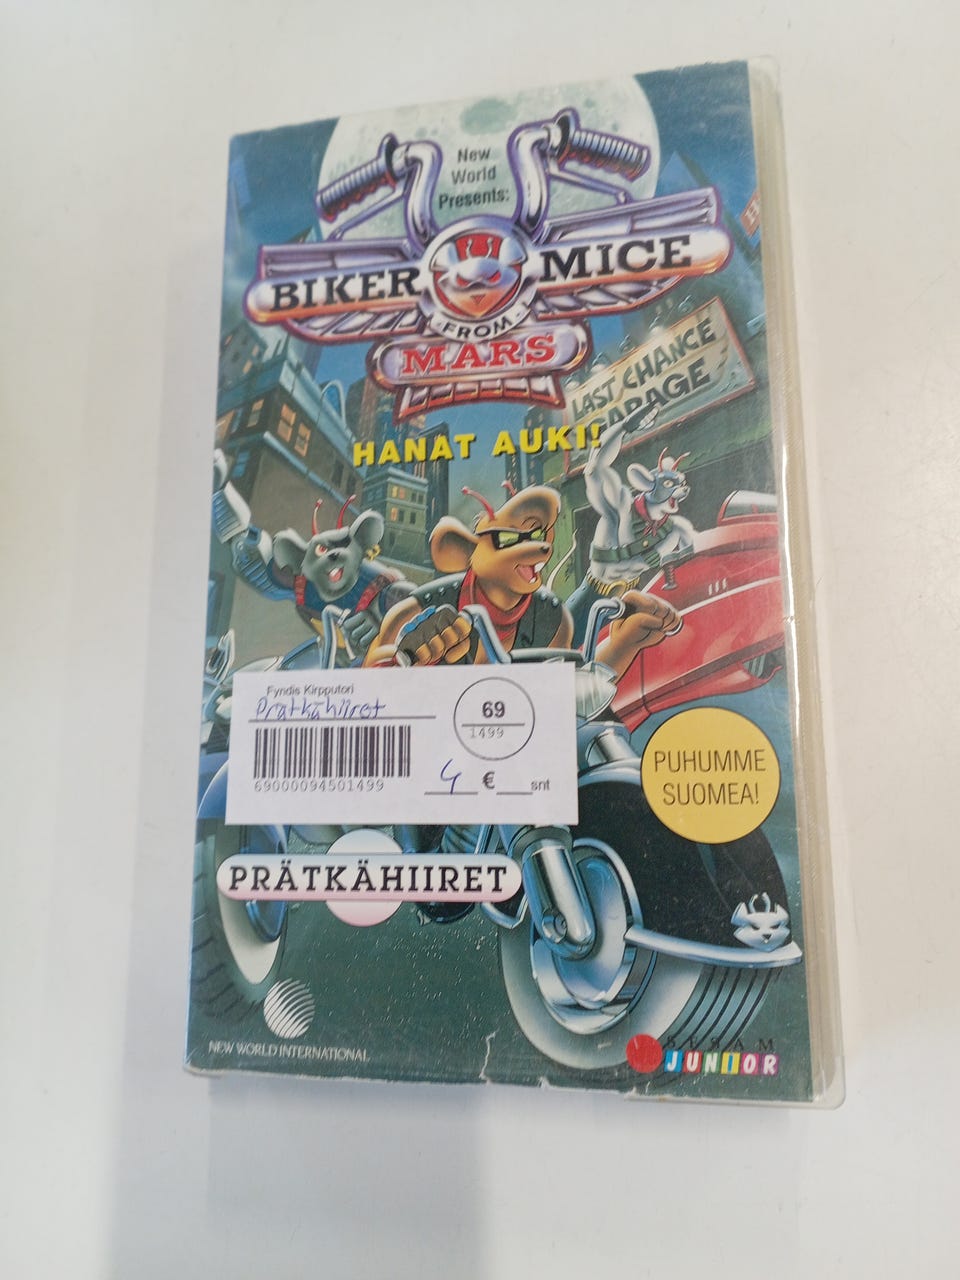 New
World
Presents:
BIKER MICE
FROM
MARS
LAST CHANCE
GARAGE
HANAT AUKI!
Fyndis Kirpputori
Prätkähiiret
69
1499
69000094501499
4 € snt
PUHUMME
SUOMEA!
PRÄTKÄHIIRET
NEW WORLD INTERNATIONAL
SESAM
JUNIOR